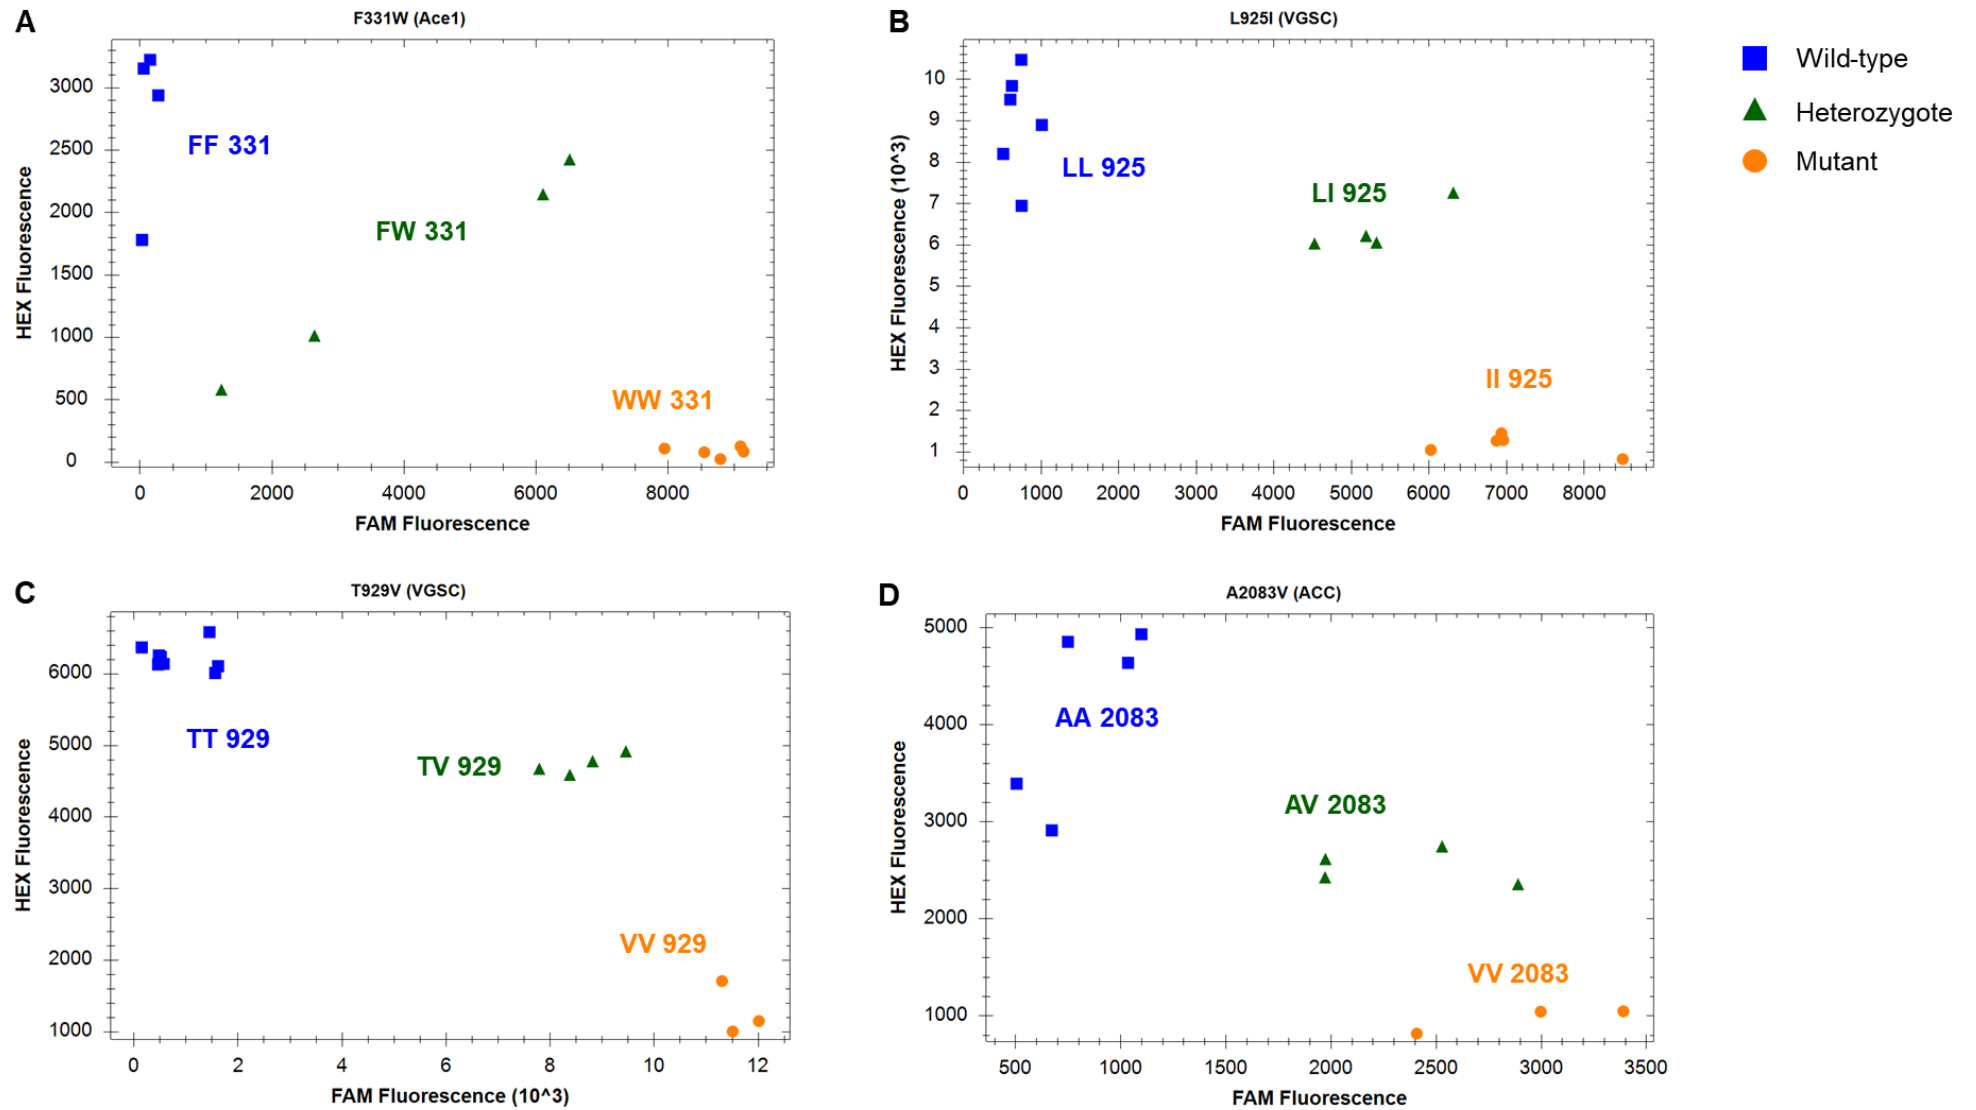 A
F331W (Ace1)
HEX Fluorescence
3000
2500
2000
1500
1000
500
0
FF 331
FW 331
WW 331
0 2000 4000 6000 8000
FAM Fluorescence
B
L925I (VGSC)
HEX Fluorescence (10^3)
10
9
8
7
6
5
4
3
2
1
LL 925
LI 925
II 925
0 1000 2000 3000 4000 5000 6000 7000 8000
FAM Fluorescence
Wild-type
Heterozygote
Mutant
C
T929V (VGSC)
HEX Fluorescence
6000
5000
4000
3000
2000
1000
TT 929
TV 929
VV 929
0 2 4 6 8 10 12
FAM Fluorescence (10^3)
D
A2083V (ACC)
HEX Fluorescence
5000
4000
3000
2000
1000
AA 2083
AV 2083
VV 2083
500 1000 1500 2000 2500 3000 3500
FAM Fluorescence